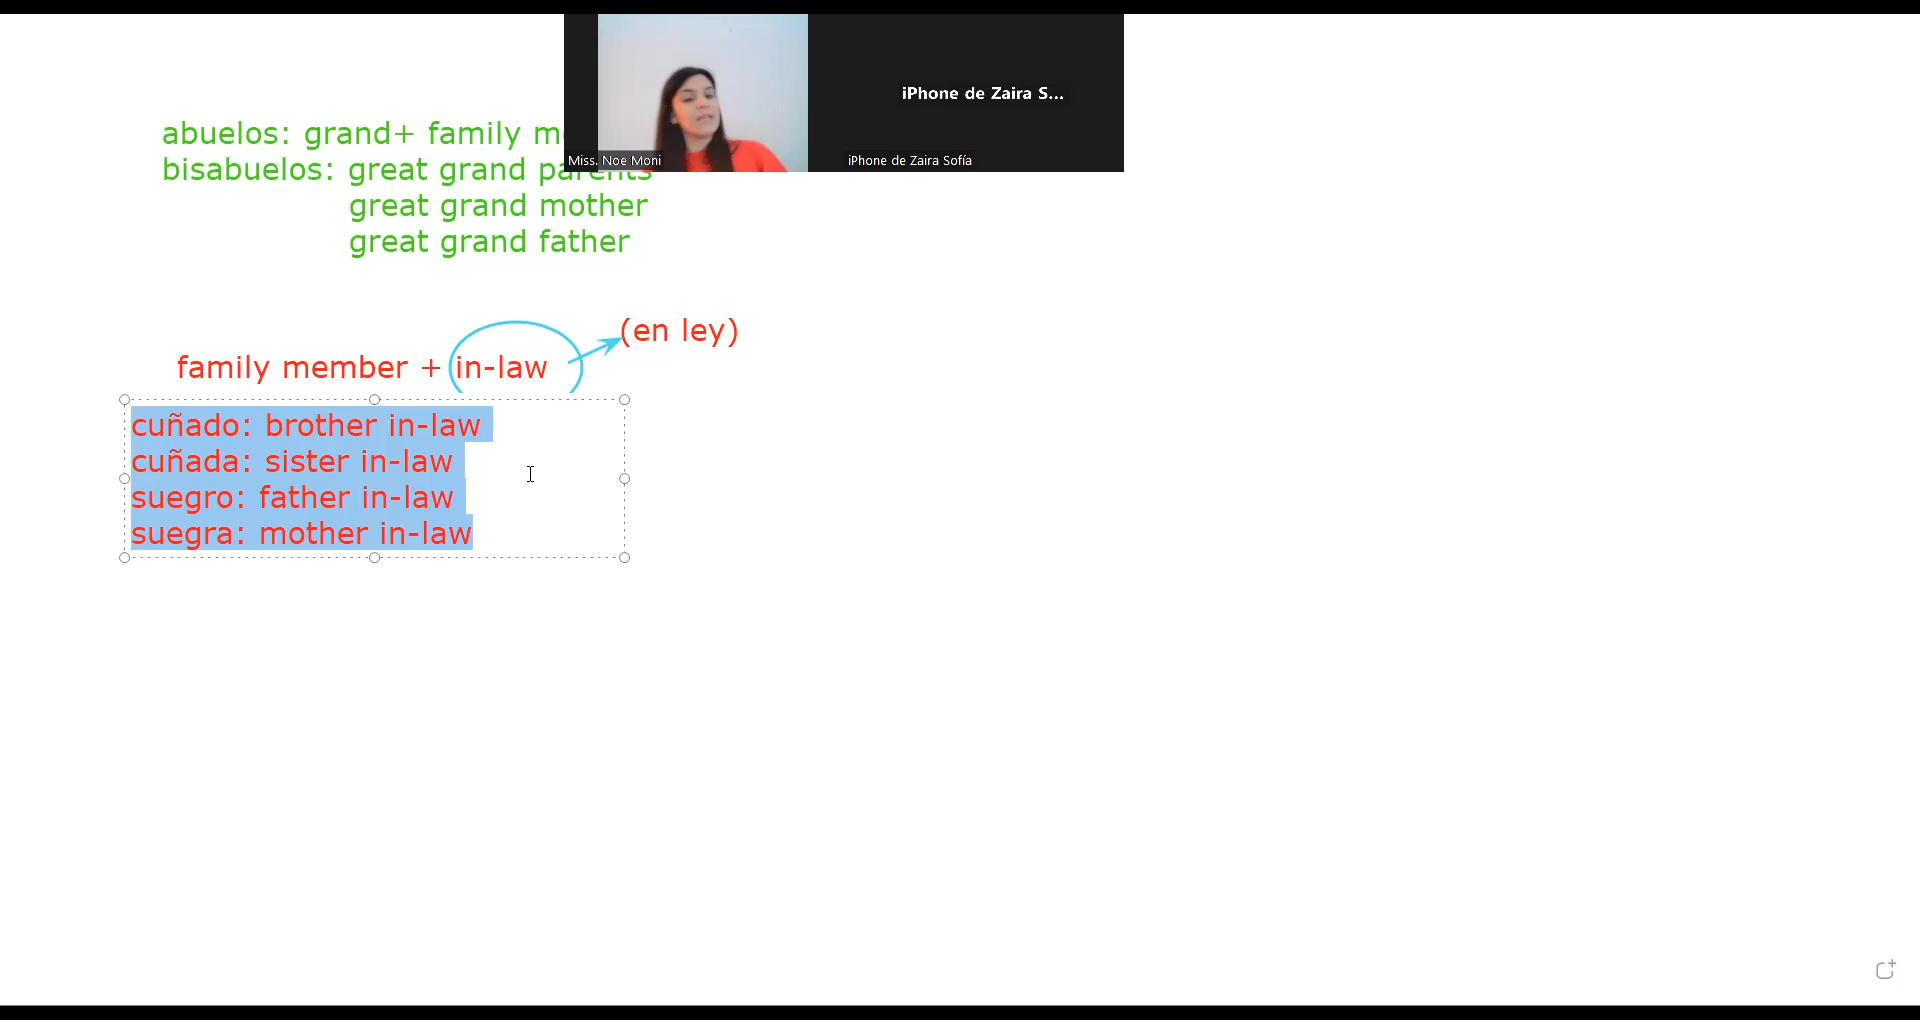 iPhone de Zaira S...
Miss. Noe Moni
iPhone de Zaira Sofía
abuelos: grand+ family
bisabuelos: great grand parents
great grand mother
great grand father
(en ley)
family member + in-law
cuñado: brother in-law
cuñada: sister in-law
suegro: father in-law
suegra: mother in-law